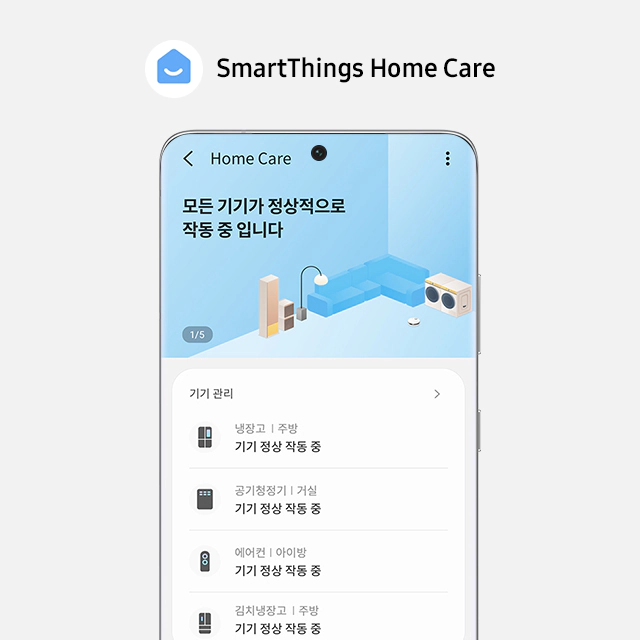 SmartThings Home Care
Home Care
모든 기기가 정상적으로
작동 중 입니다
1/5
기기 관리
냉장고 | 주방
기기 정상 작동 중
공기청정기 | 거실
기기 정상 작동 중
에어컨 | 아이방
기기 정상 작동 중
김치냉장고 | 주방
기기 정상 작동 중